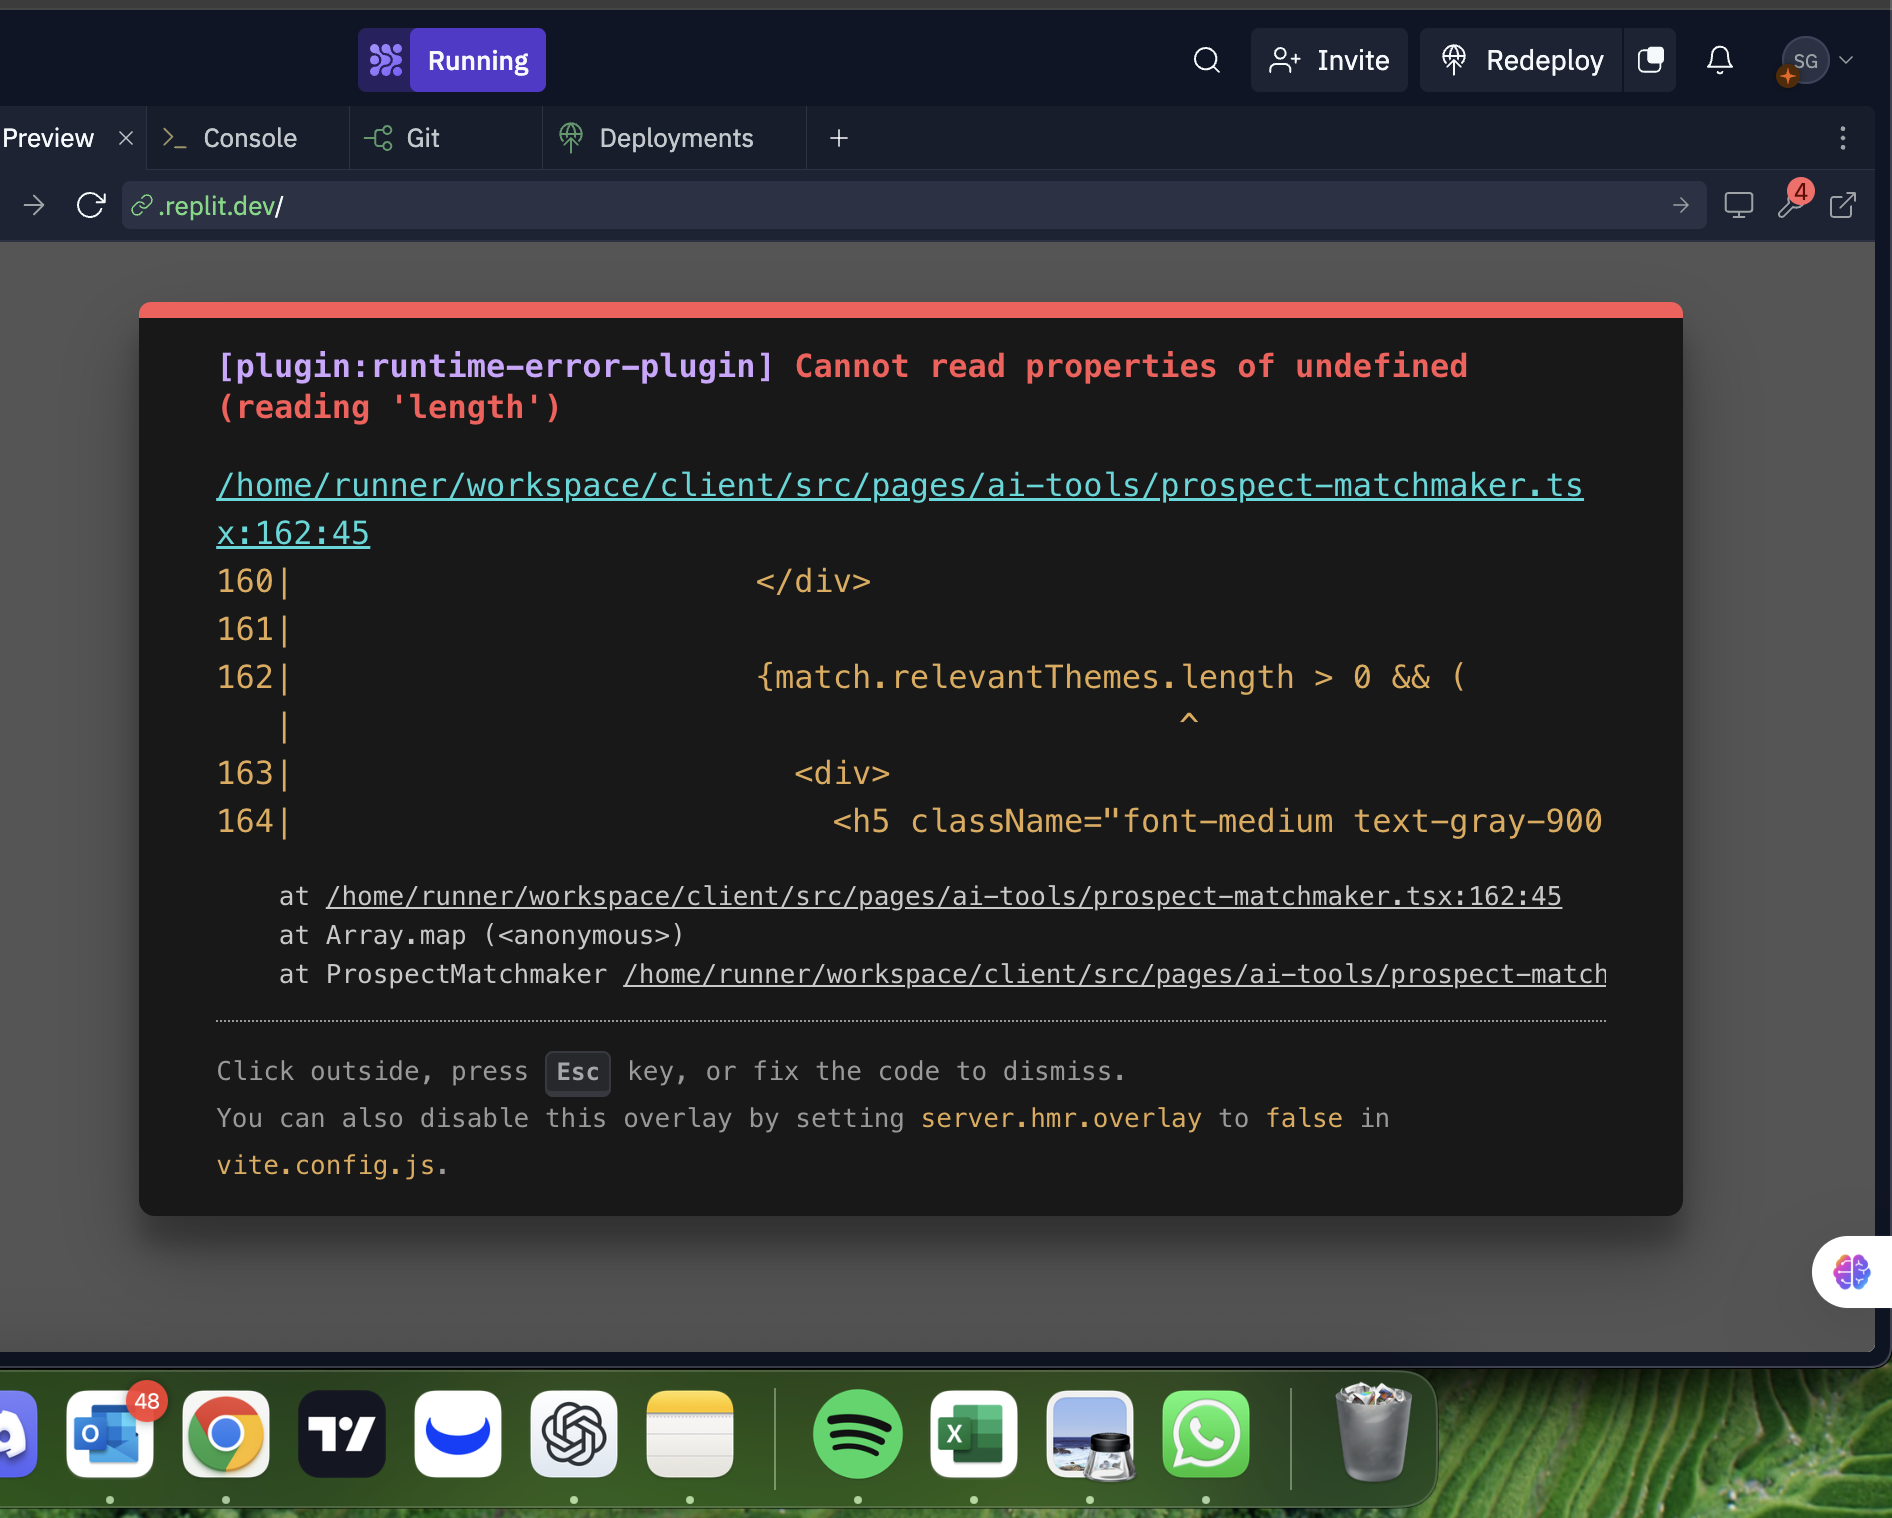 Running
Invite
Redeploy
SG
Preview
Console
Git
Deployments
.replit.dev/
4
[plugin:runtime-error-plugin] Cannot read properties of undefined
(reading 'length')
/home/runner/workspace/client/src/pages/ai-tools/prospect-matchmaker.ts
x:162:45
160|                        </div>
161|
162|                        {match.relevantThemes.length > 0 && (
   |                                              ^
163|                          <div>
164|                            <h5 className="font-medium text-gray-900
at /home/runner/workspace/client/src/pages/ai-tools/prospect-matchmaker.tsx:162:45
at Array.map (<anonymous>)
at ProspectMatchmaker /home/runner/workspace/client/src/pages/ai-tools/prospect-match
Click outside, press Esc key, or fix the code to dismiss.
You can also disable this overlay by setting server.hmr.overlay to false in
vite.config.js.
48
O
X